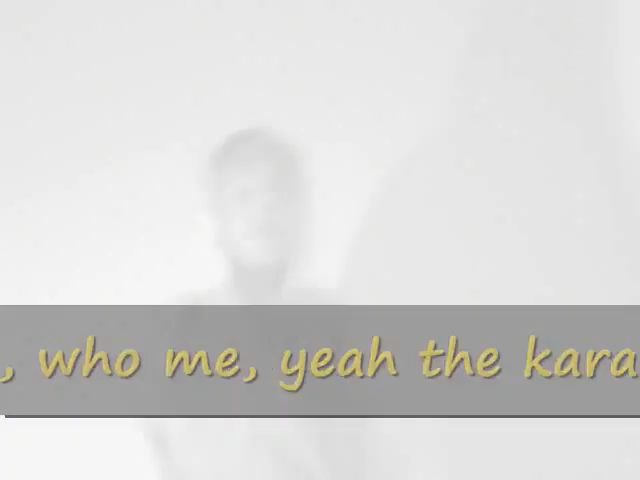 , who me, yeah the kara